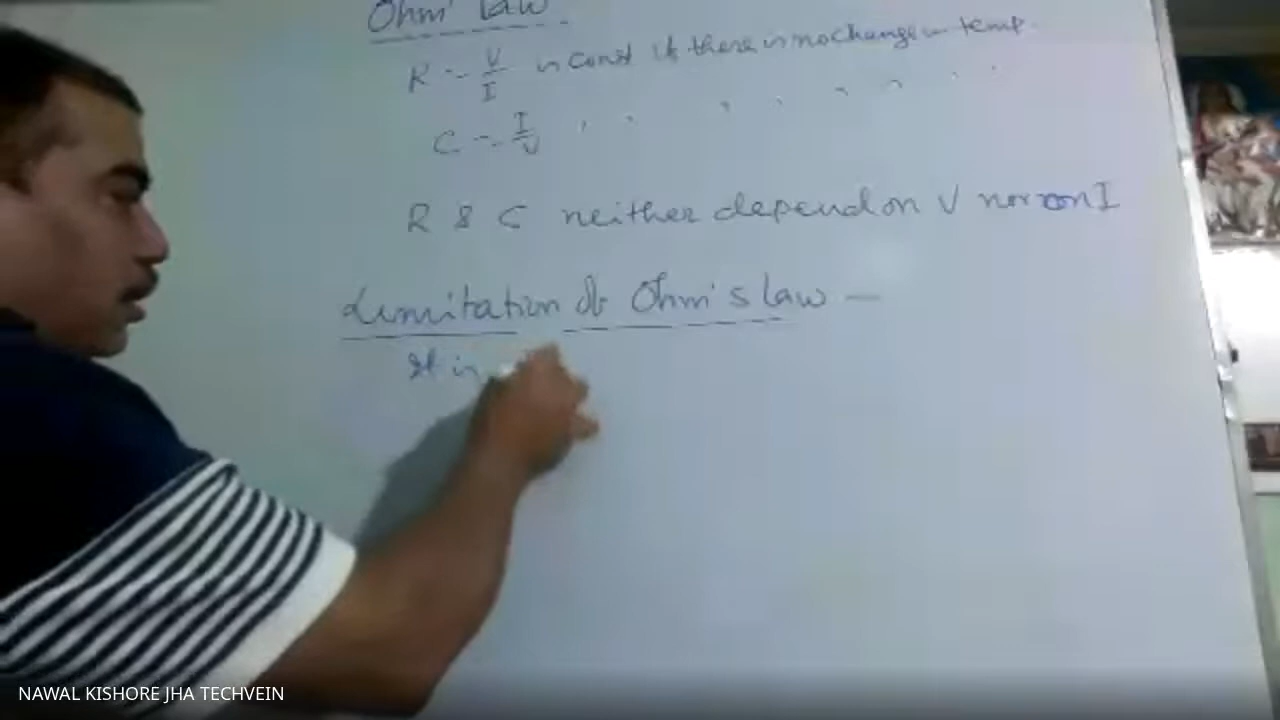 Ohm' Law
R = V/I is const if there is no change in temp.
C = I/V , , , , , , , ,
R & C neither depend on V nor on I
Limitation of Ohm's law —
It is
NAWAL KISHORE JHA TECHVEIN